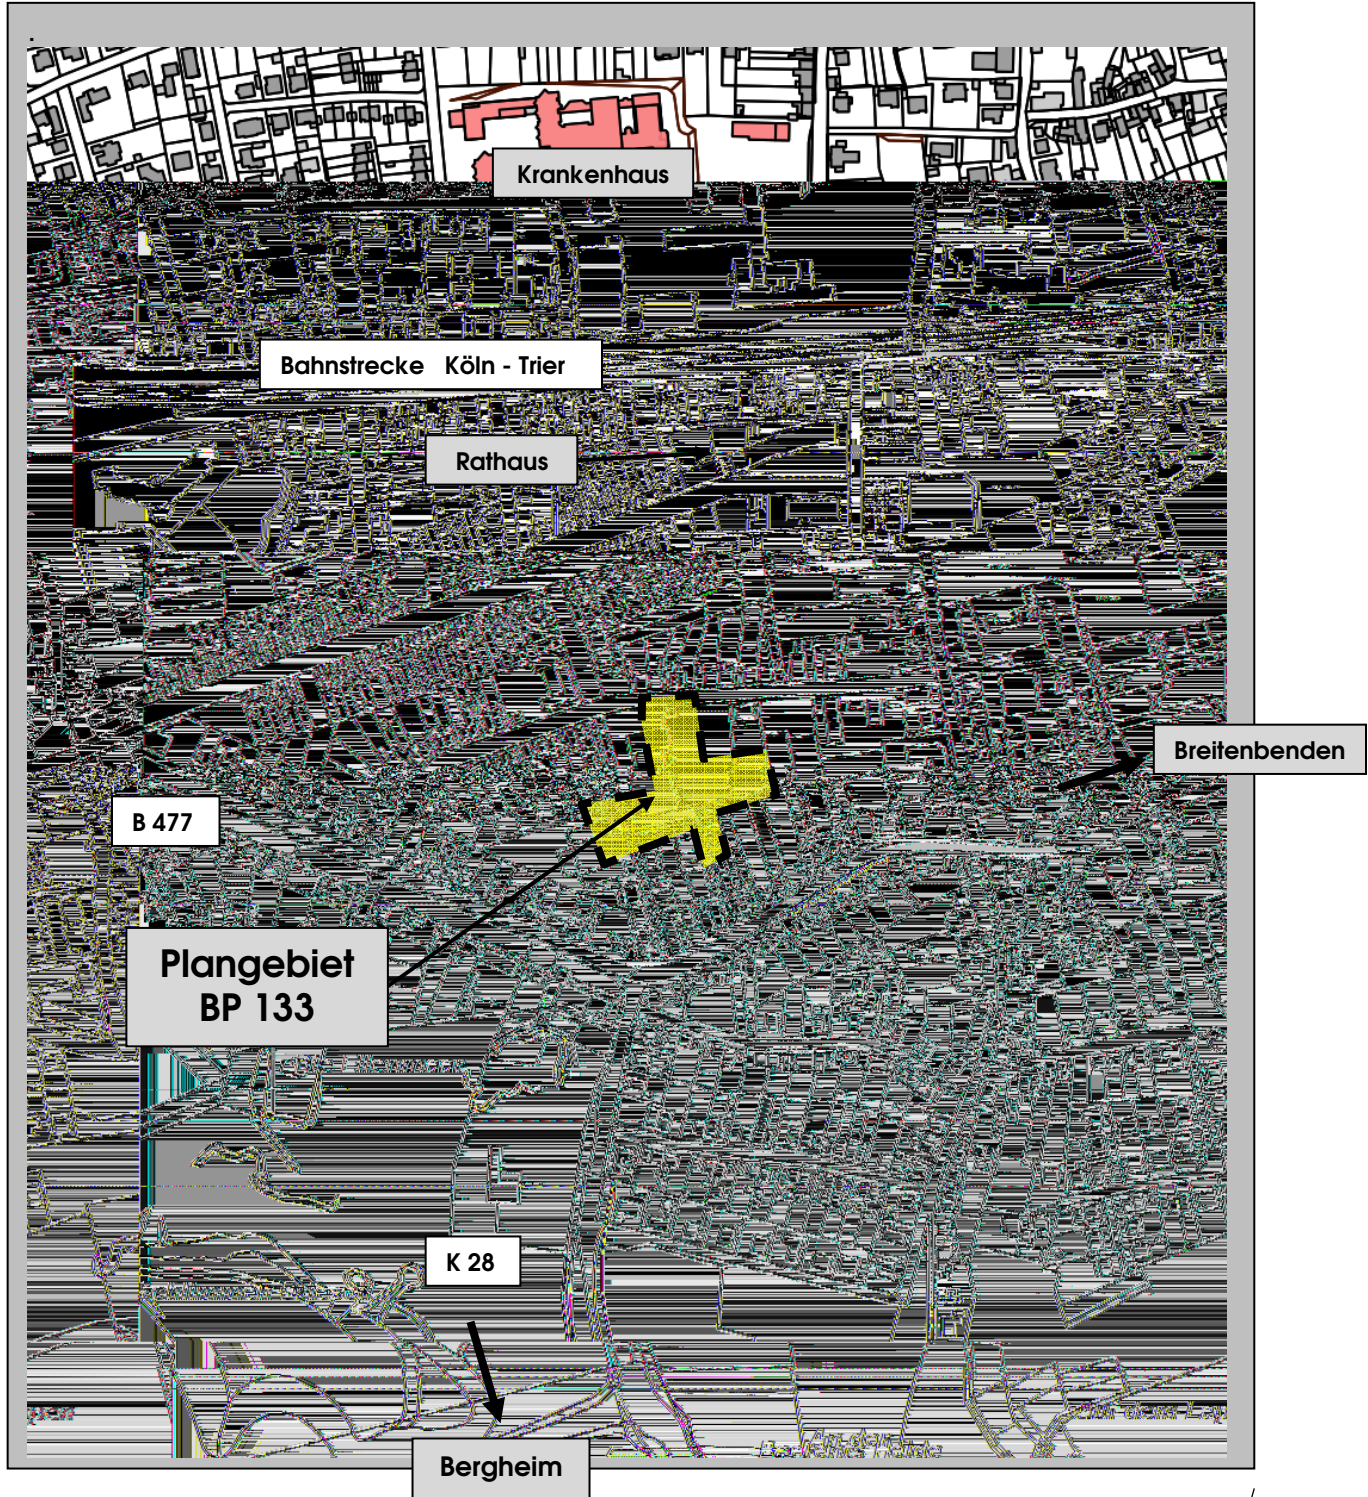 Krankenhaus
Bahnstrecke Köln - Trier
Rathaus
Breitenbenden
B 477
Plangebiet
BP 133
K 28
Bergheim